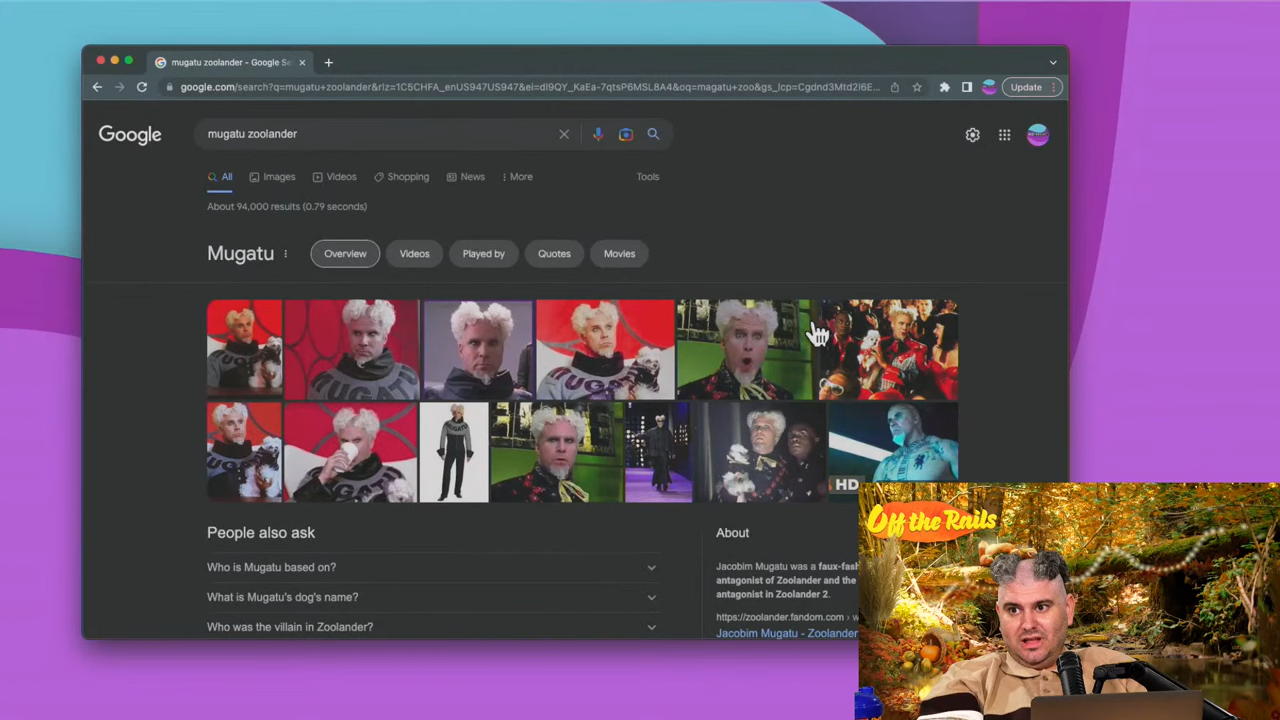 mugatu zoolander - Google Se
google.com/search?q=mugatu+zoolander&rlz=1C5CHFA_enUS947US947&ei=dI9QY_KaEa-7qtsP6MSL8A4&oq=magatu+zoo&gs_lcp=Cgdnd3Mtd2l6E...
Update
Google
mugatu zoolander
All
Images
Videos
Shopping
News
More
Tools
About 94,000 results (0.79 seconds)
Mugatu
Overview
Videos
Played by
Quotes
Movies
MUGATU
HD
People also ask
Who is Mugatu based on?
What is Mugatu's dog's name?
Who was the villain in Zoolander?
About
Jacobim Mugatu was a faux-fash
antagonist of Zoolander and the
antagonist in Zoolander 2.
https://zoolander.fandom.com
Jacobim Mugatu - Zoolander
Off the Rails